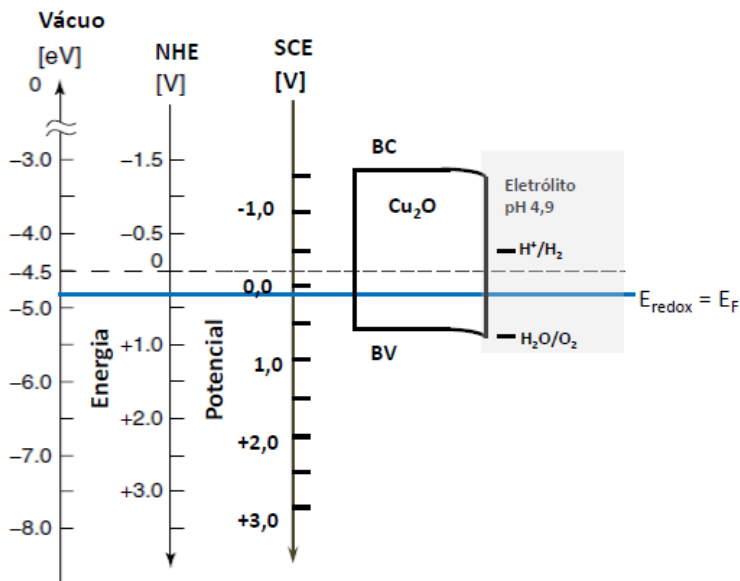 Vácuo
[eV]
NHE
[V]
SCE
[V]
0
−3.0
−4.0
−4.5
−5.0
−6.0
−7.0
−8.0
Energia
−1.5
−0.5
0
+1.0
+2.0
+3.0
Potencial
-1,0
0,0
1,0
+2,0
+3,0
BC
Cu₂O
BV
Eletrólito
pH 4,9
H⁺/H₂
H₂O/O₂
E_redox = E_F